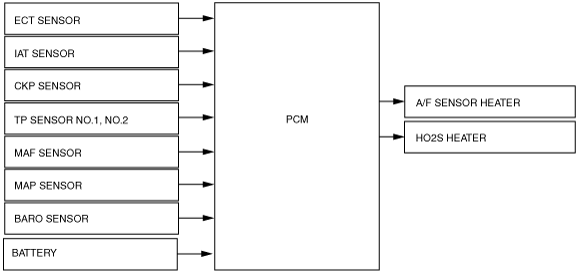 ECT SENSOR
IAT SENSOR
CKP SENSOR
TP SENSOR NO.1, NO.2
MAF SENSOR
MAP SENSOR
BARO SENSOR
BATTERY
PCM
A/F SENSOR HEATER
HO2S HEATER